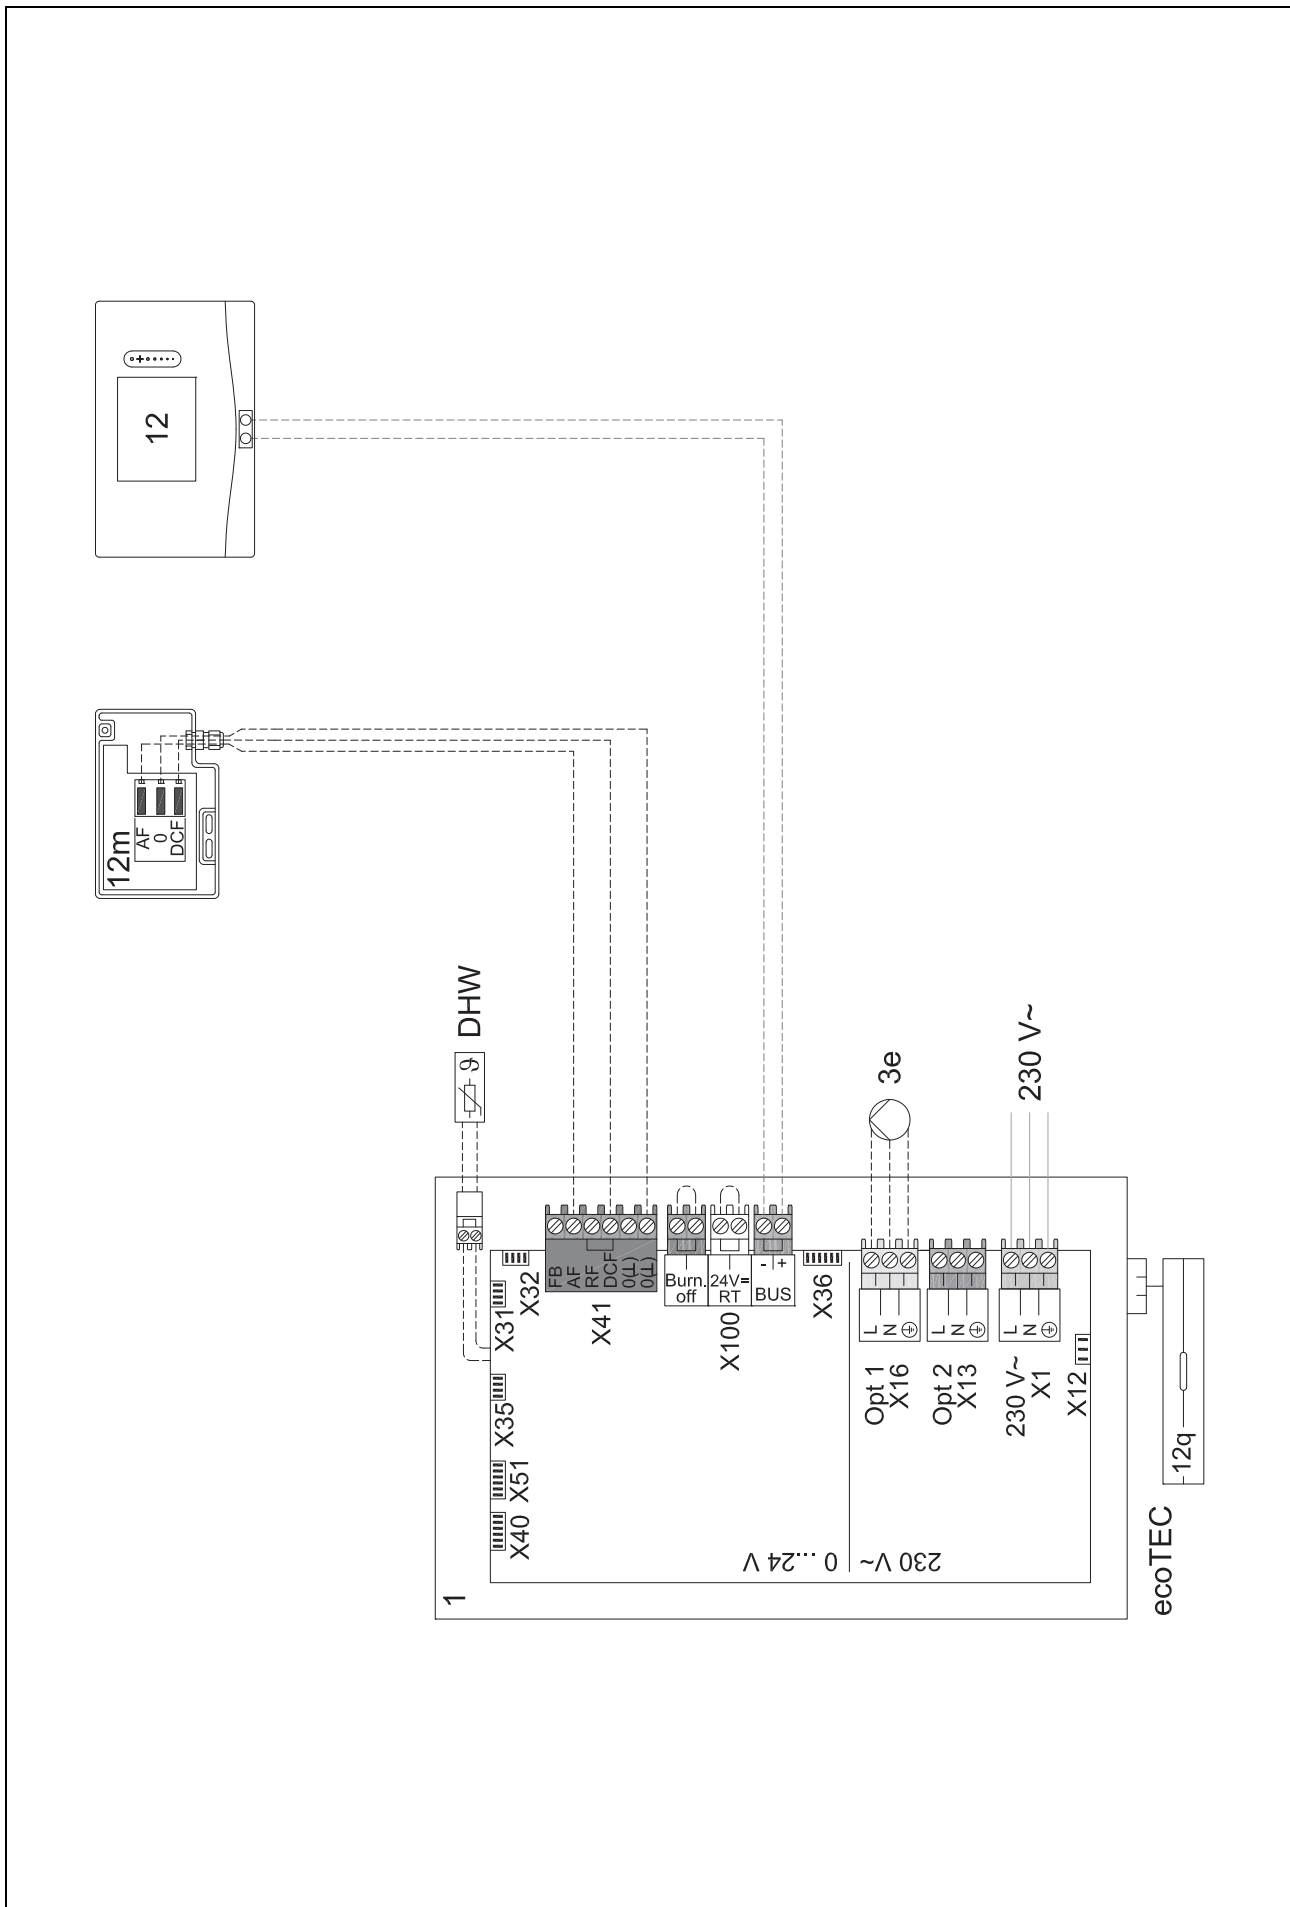 12
12m
AF
0
DCF
DHW
ϑ
X32
X31
X35
X51
X40
FB
AF
RF
DCF
0(⊥)
0(⊥)
X41
Burn.
off
24V=
RT
X100
- +
BUS
X36
3e
230 V~
L
N
Opt 1
X16
L
N
Opt 2
X13
L
N
230 V~
X1
X12
0...24 V
230 V~
1
12q
ecoTEC